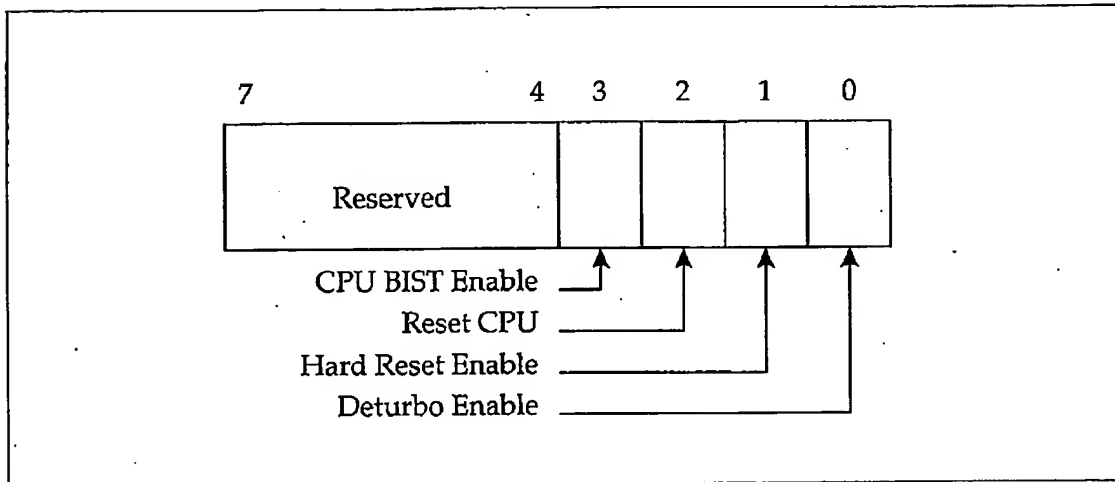 7 4 3 2 1 0
Reserved
CPU BIST Enable
Reset CPU
Hard Reset Enable
Deturbo Enable